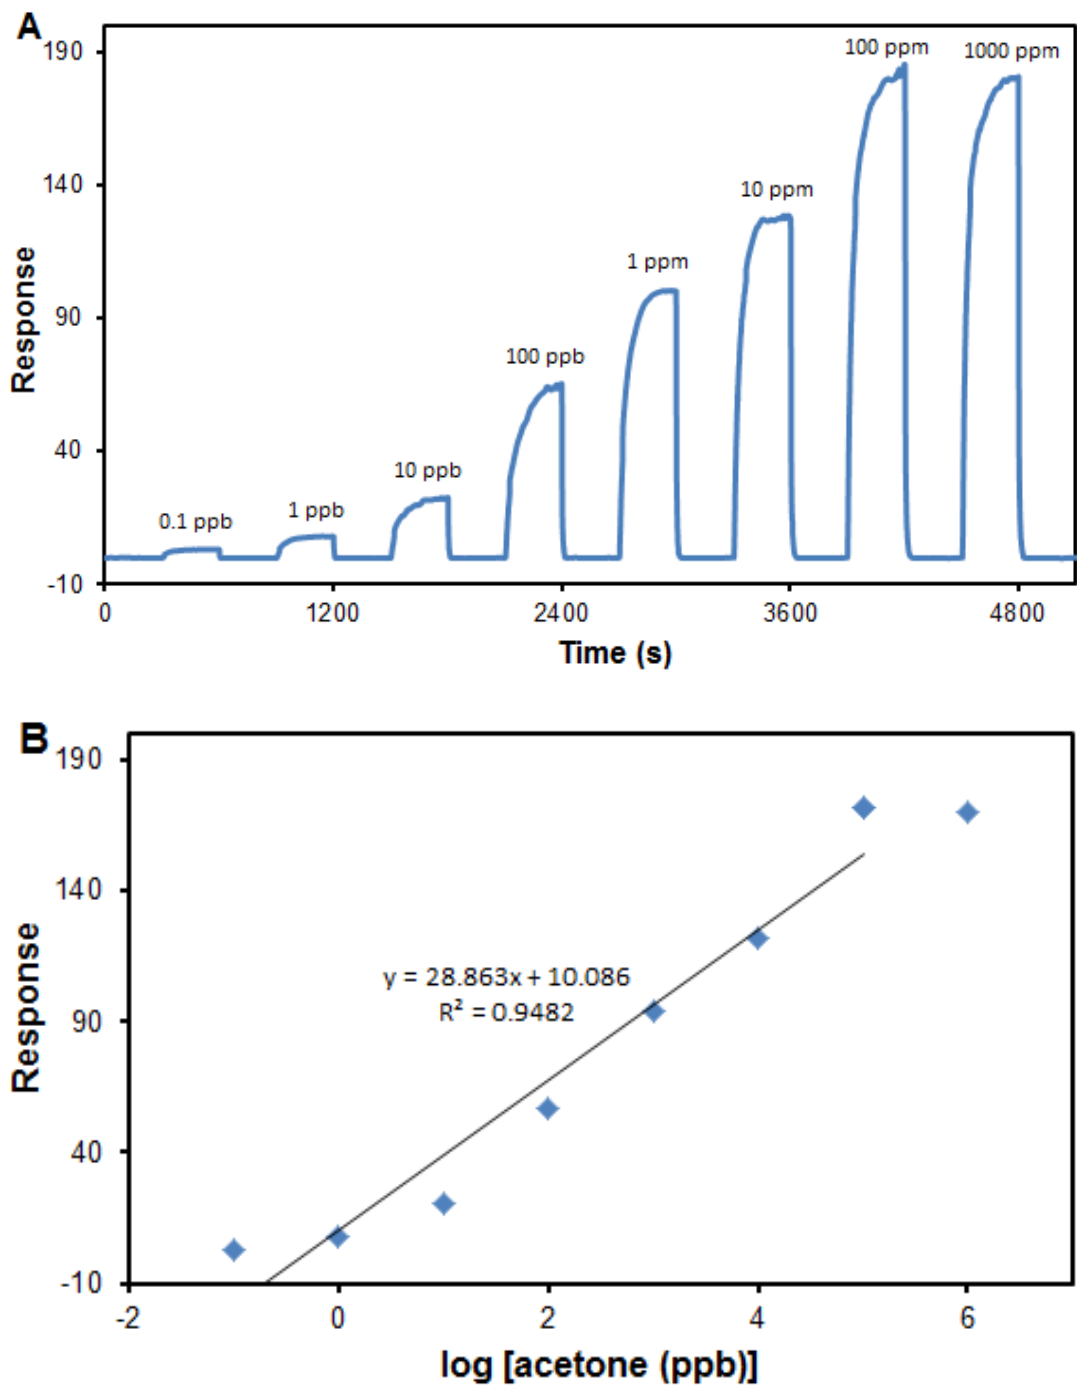 A
190
140
90
40
-10
Response
0.1 ppb
1 ppb
10 ppb
100 ppb
1 ppm
10 ppm
100 ppm
1000 ppm
0 1200 2400 3600 4800
Time (s)
B
190
140
90
40
-10
Response
y = 28.863x + 10.086
R² = 0.9482
-2 0 2 4 6
log [acetone (ppb)]